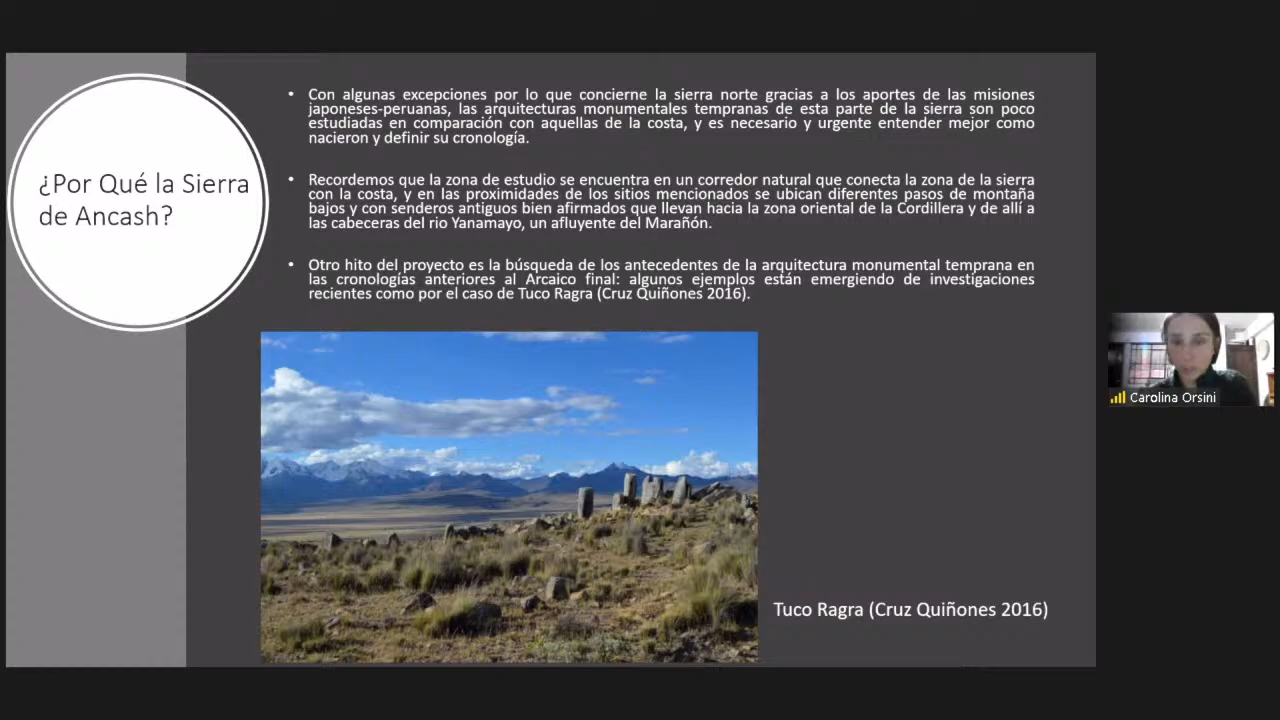 ¿Por Qué la Sierra
de Ancash?
• Con algunas excepciones por lo que concierne la sierra norte gracias a los aportes de las misiones
japoneses-peruanas, las arquitecturas monumentales tempranas de esta parte de la sierra son poco
estudiadas en comparación con aquellas de la costa, y es necesario y urgente entender mejor como
nacieron y definir su cronología.
• Recordemos que la zona de estudio se encuentra en un corredor natural que conecta la zona de la sierra
con la costa, y en las proximidades de los sitios mencionados se ubican diferentes pasos de montaña
bajos y con senderos antiguos bien afirmados que llevan hacia la zona oriental de la Cordillera y de allí a
las cabeceras del rio Yanamayo, un afluyente del Marañón.
• Otro hito del proyecto es la búsqueda de los antecedentes de la arquitectura monumental temprana en
las cronologías anteriores al Arcaico final: algunos ejemplos están emergiendo de investigaciones
recientes como por el caso de Tuco Ragra (Cruz Quiñones 2016).
Tuco Ragra (Cruz Quiñones 2016)
Carolina Orsini